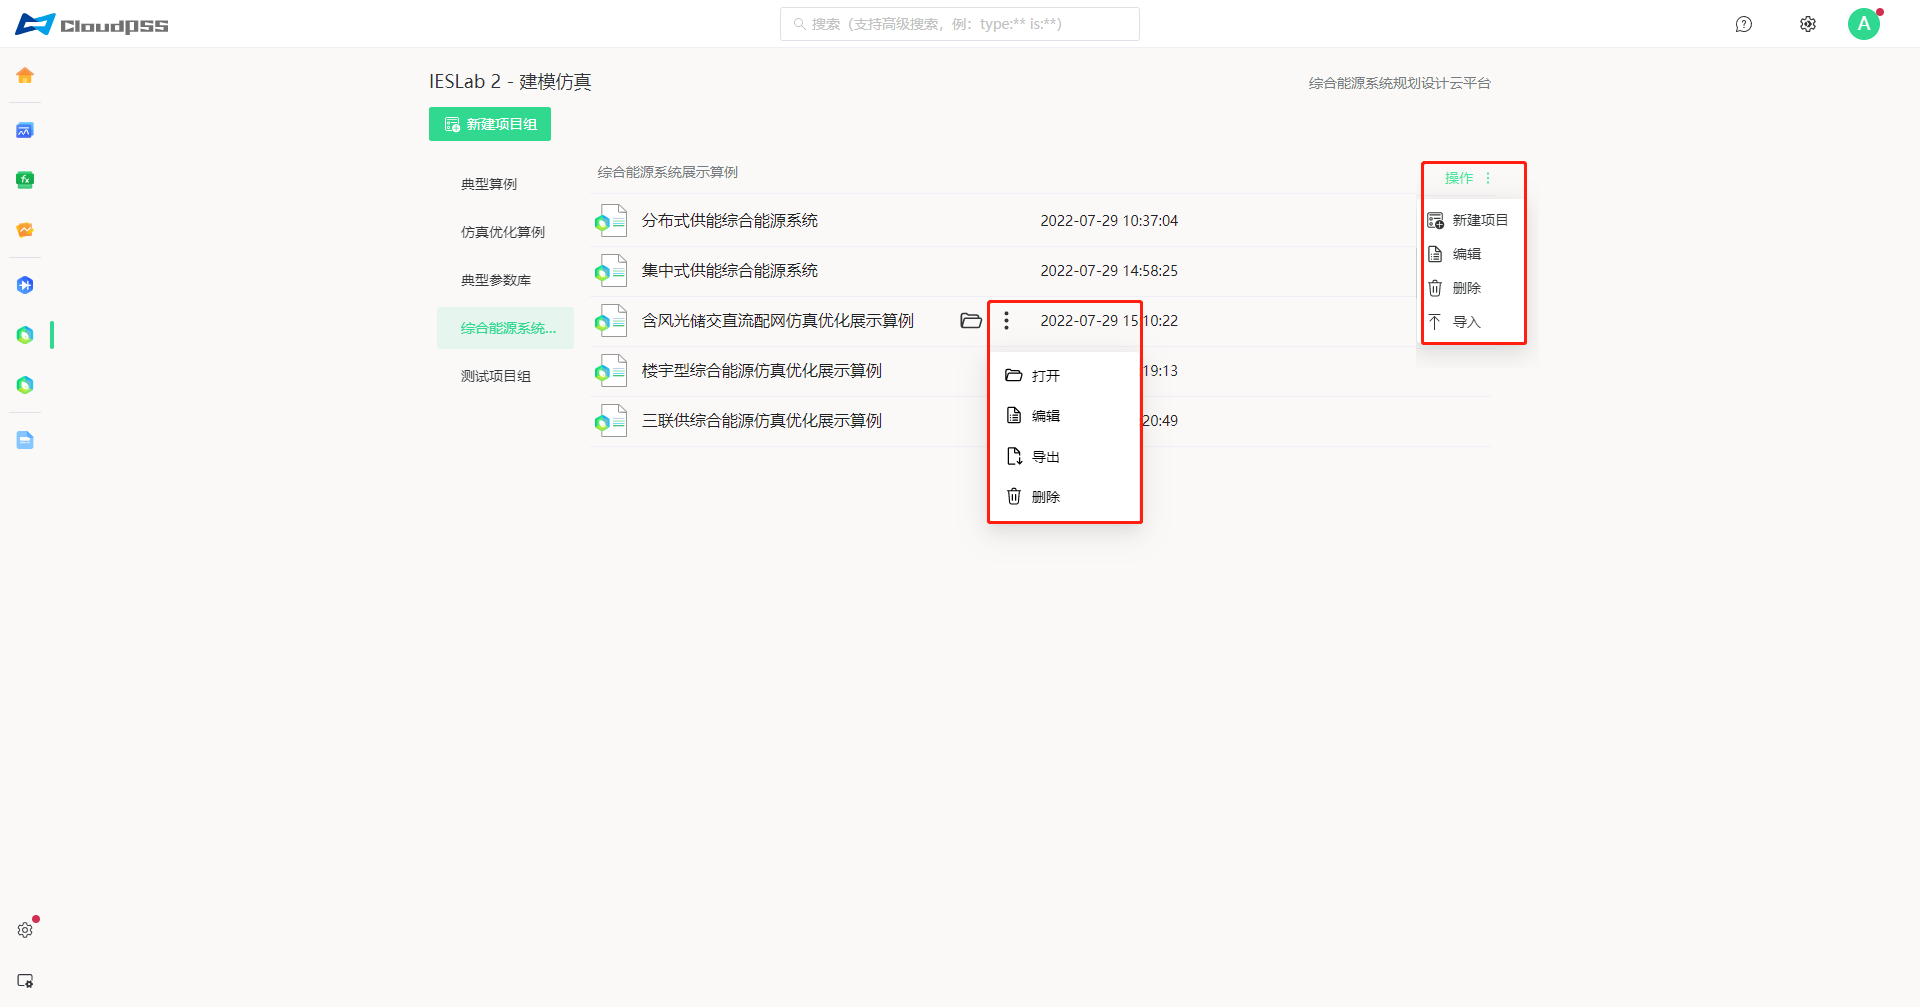 CloudPSS
搜索（支持高级搜索，例：type:** is:**）
A
IESLab 2 - 建模仿真
综合能源系统规划设计云平台
新建项目组
典型算例
仿真优化算例
典型参数库
综合能源系统...
测试项目组
综合能源系统展示算例
操作
分布式供能综合能源系统 2022-07-29 10:37:04
集中式供能综合能源系统 2022-07-29 14:58:25
含风光储交直流配网仿真优化展示算例 2022-07-29 15:10:22
楼宇型综合能源仿真优化展示算例 19:13
三联供综合能源仿真优化展示算例 20:49
打开
编辑
导出
删除
新建项目
编辑
删除
导入